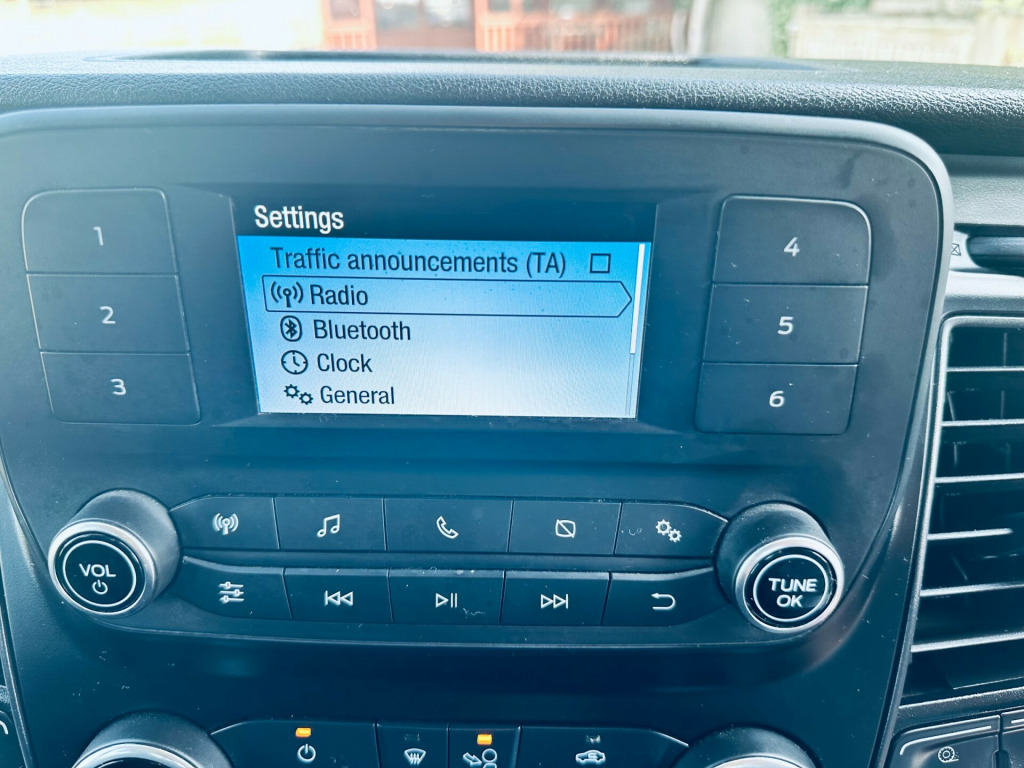 Settings
Traffic announcements (TA)
Radio
Bluetooth
Clock
General
1
2
3
4
5
6
VOL
TUNE
OK